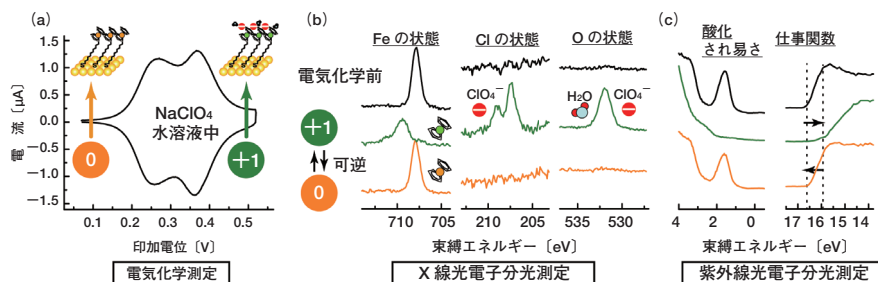 (a)
1.5
1.0
0.5
0.0
−0.5
−1.0
−1.5
電 流〔μA〕
NaClO4
水溶液中
0
+1
0.1
0.2
0.3
0.4
0.5
印加電位〔V〕
電気化学測定
(b)
Fe の状態
Cl の状態
O の状態
電気化学前
+1
可逆
0
ClO4−
H2O
ClO4−
710
705
210
205
535
530
束縛エネルギー〔eV〕
X 線光電子分光測定
(c)
酸化
され易さ
仕事関数
4
2
0
17
16
15
14
束縛エネルギー〔eV〕
紫外線光電子分光測定